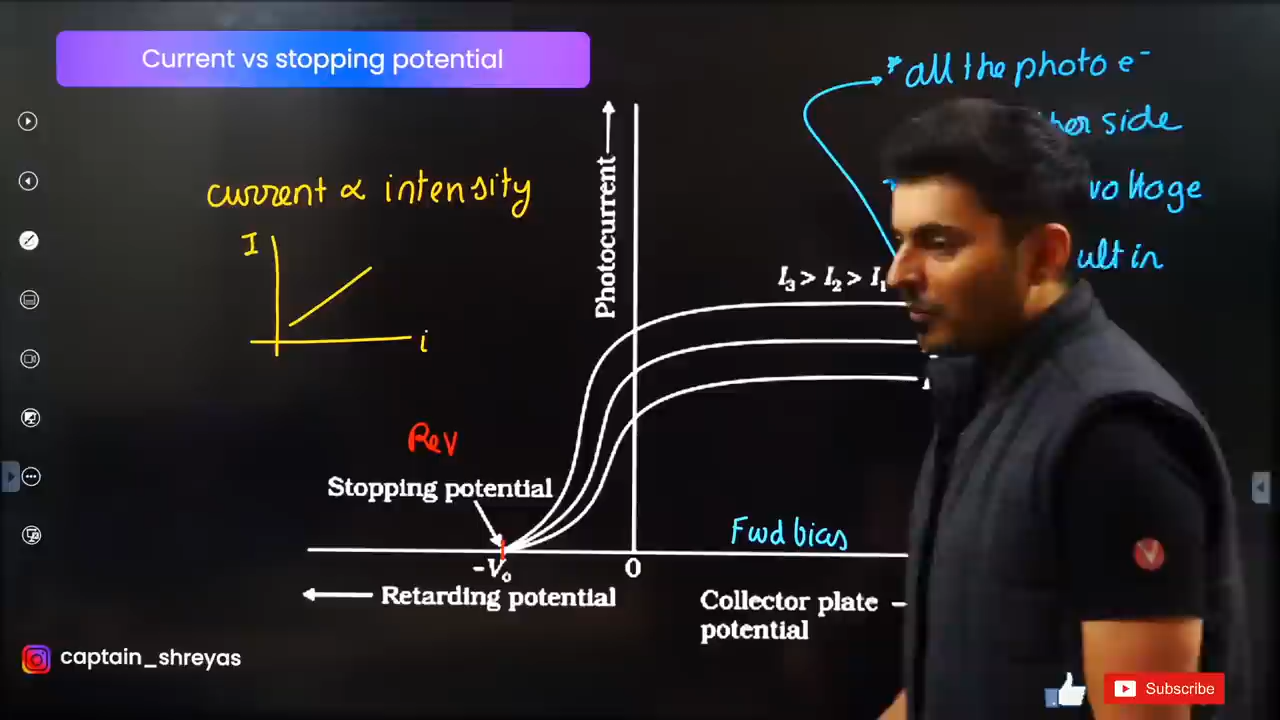 Current vs stopping potential
* all the photo e⁻
side
voltage
ult in
current ∝ intensity
I
i
Photocurrent
I₃ > I₂ > I₁
Rev
Stopping potential
Fwd bias
−V₀
0
Retarding potential
Collector plate −
potential
captain_shreyas
Subscribe